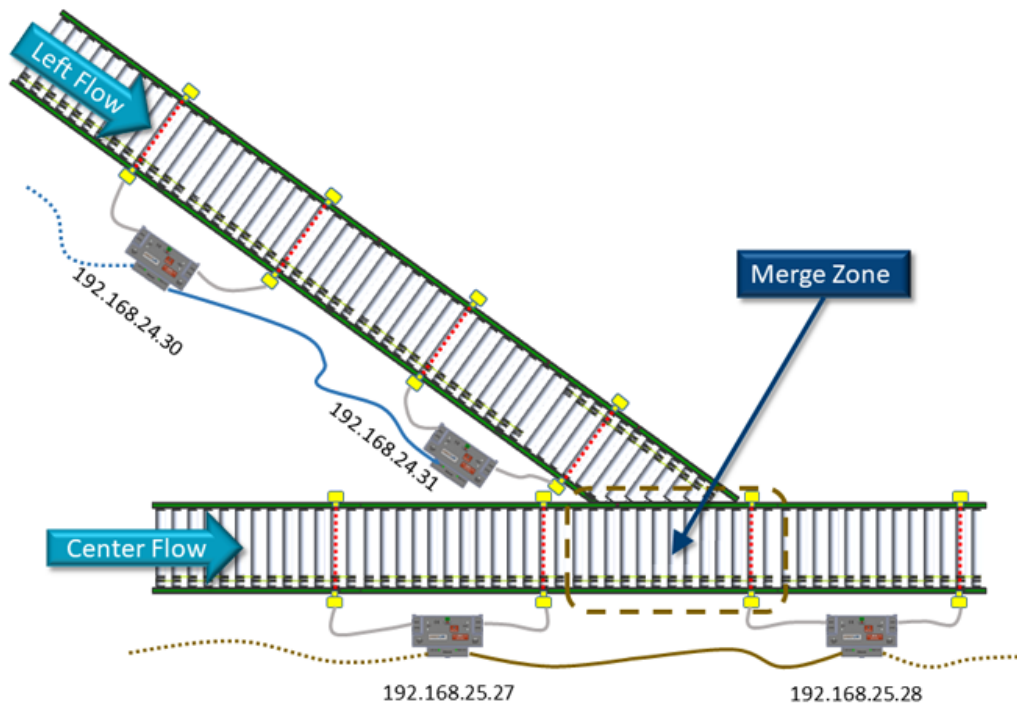 Left Flow
192.168.24.30
Merge Zone
192.168.24.31
Center Flow
192.168.25.27
192.168.25.28